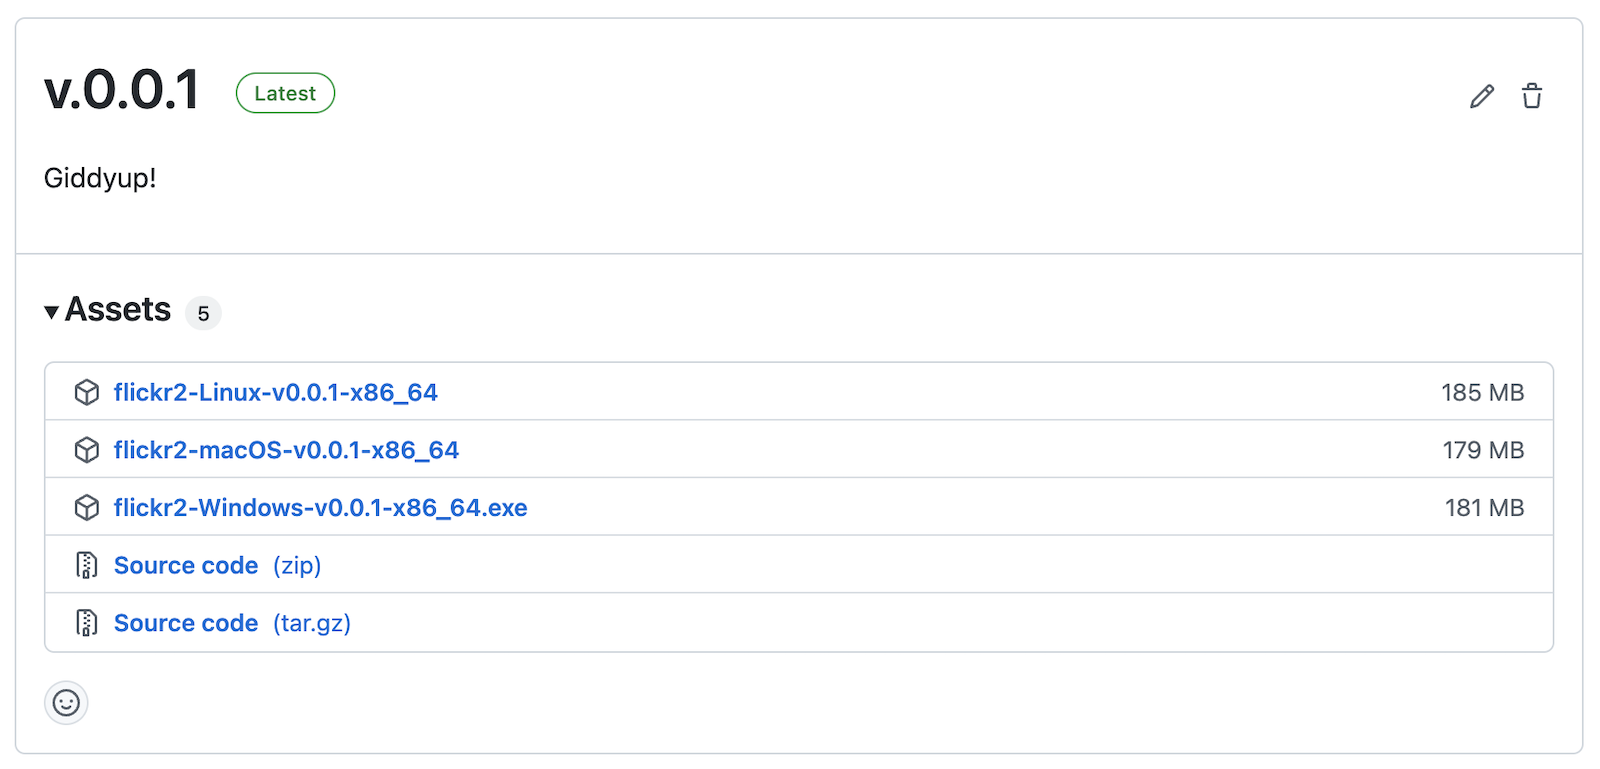 v.0.0.1 Latest
Giddyup!
Assets 5
flickr2-Linux-v0.0.1-x86_64 185 MB
flickr2-macOS-v0.0.1-x86_64 179 MB
flickr2-Windows-v0.0.1-x86_64.exe 181 MB
Source code (zip)
Source code (tar.gz)